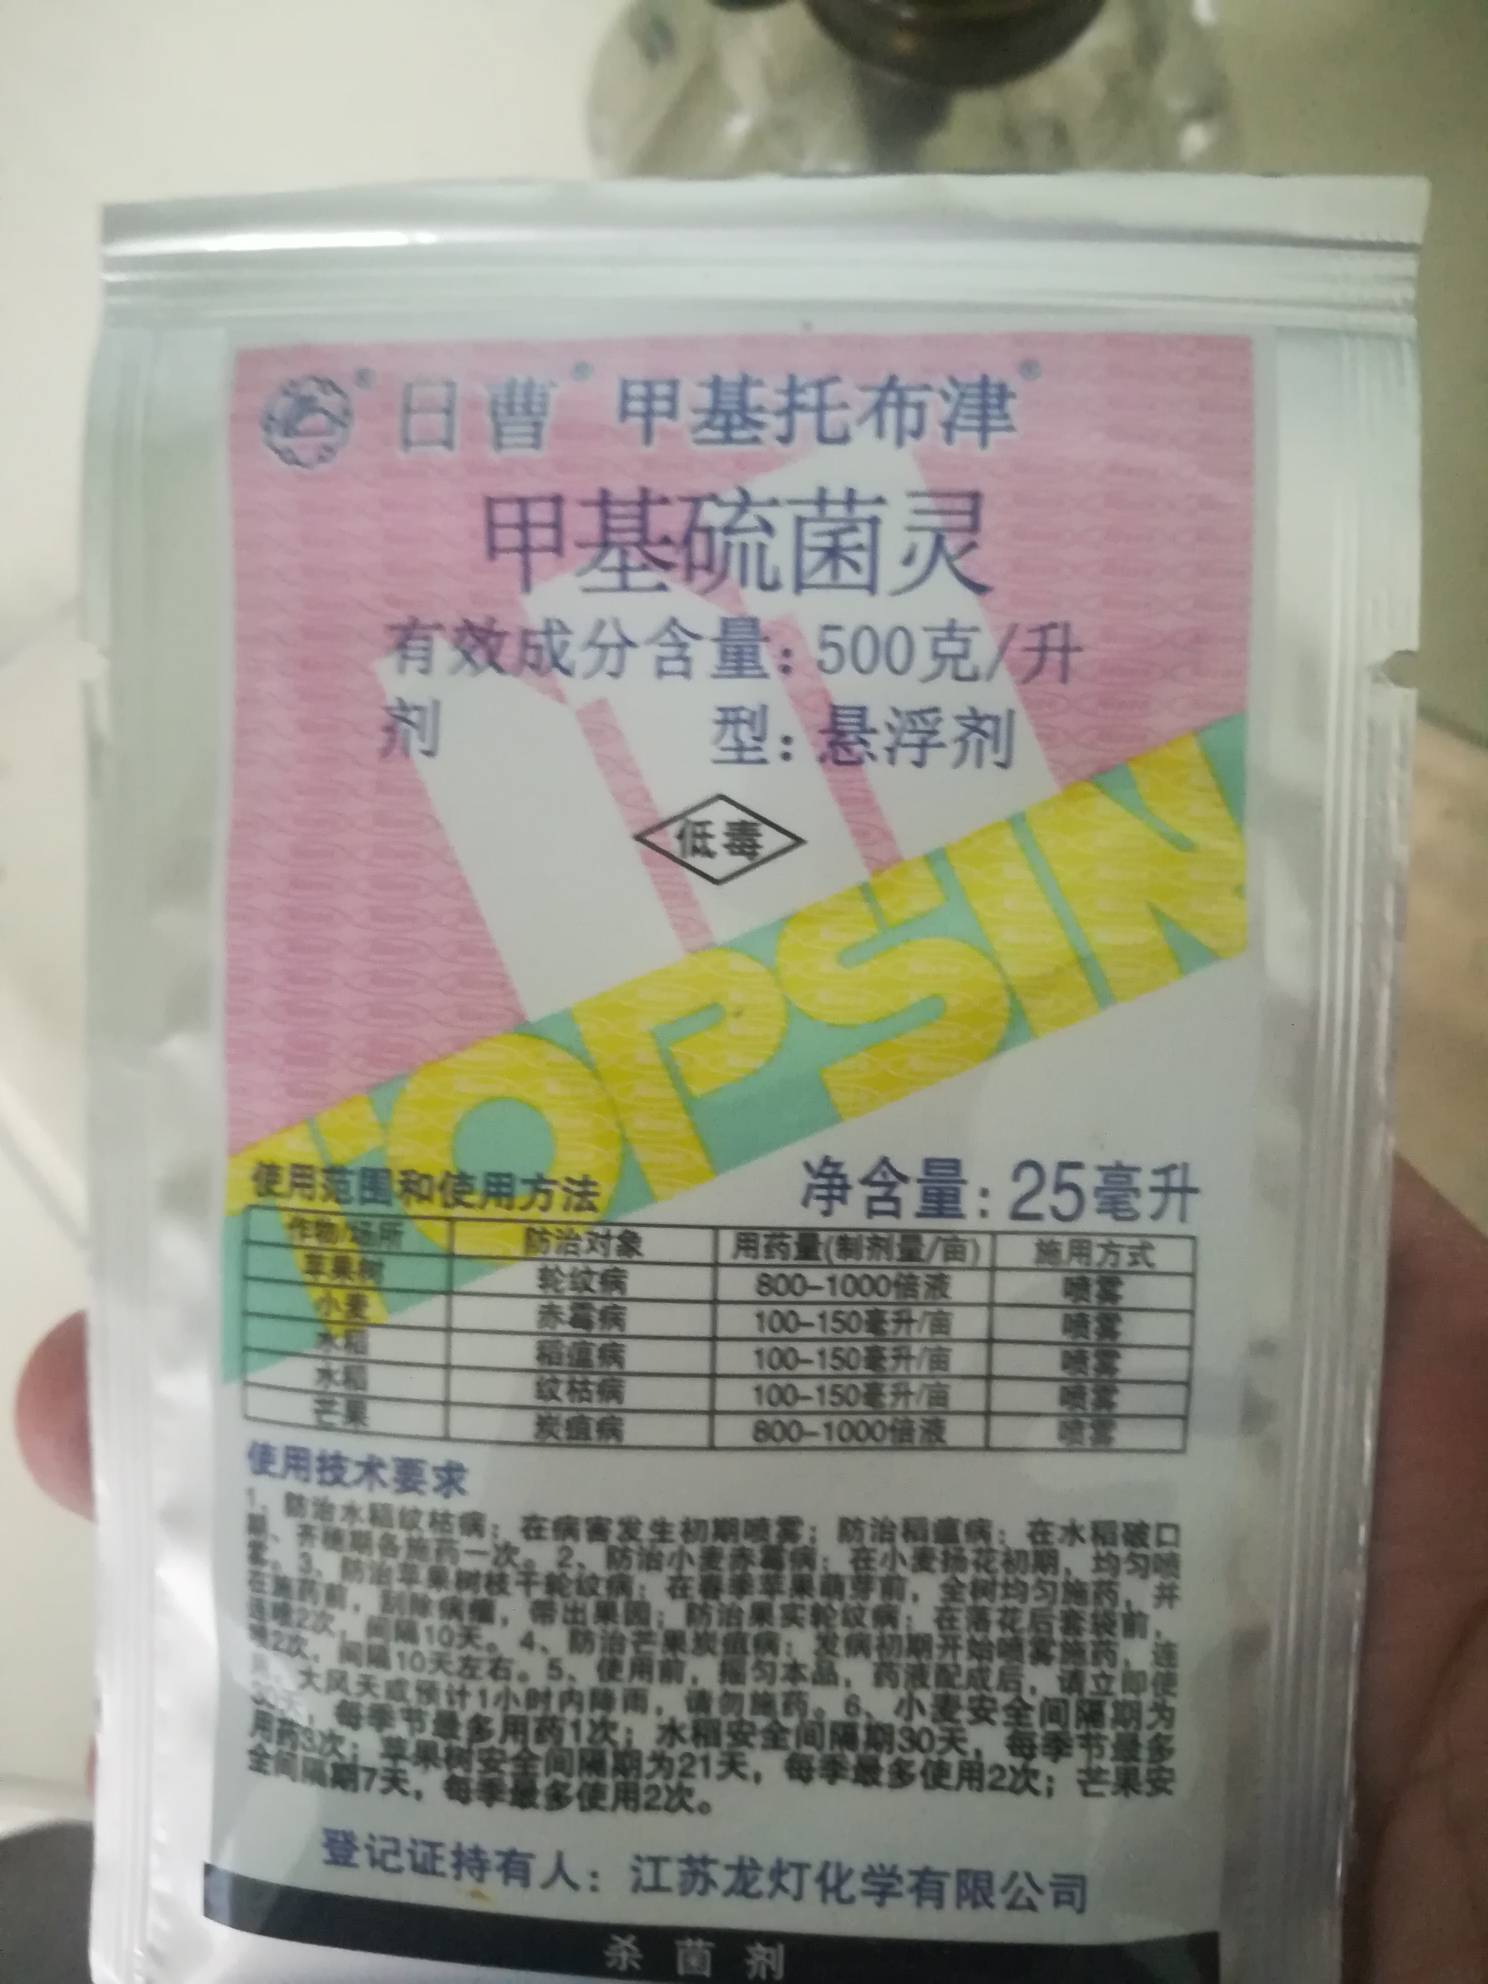 日曹® 甲基托布津®
甲基硫菌灵
有效成分含量：500克/升
剂型：悬浮剂
低毒
TOPSIN
净含量：25毫升
使用范围和使用方法
作物/场所 防治对象 用药量(制剂量/亩) 施用方式
苹果树 轮纹病 800-1000倍液 喷雾
小麦 赤霉病 100-150毫升/亩 喷雾
水稻 稻瘟病 100-150毫升/亩 喷雾
水稻 纹枯病 100-150毫升/亩 喷雾
芒果 炭疽病 800-1000倍液 喷雾
使用技术要求
1、防治水稻纹枯病：在病害发生初期喷雾；防治稻瘟病：在水稻破口
期、齐穗期各施药一次。2、防治小麦赤霉病：在小麦扬花初期，均匀喷
雾。3、防治苹果树枝干轮纹病：在春季苹果萌芽前，全树均匀施药，并
在施药前，刮除病瘤，带出果园；防治果实轮纹病：在落花后套袋前，
连喷2次，间隔10天。4、防治芒果炭疽病：发病初期开始喷雾施药，连
喷2次，间隔10天左右。5、使用前，摇匀本品，药液配成后，请立即使
用。大风天或预计1小时内降雨，请勿施药。6、小麦安全间隔期为
30天，每季节最多用药1次；水稻安全间隔期30天，每季节最多
用药3次；苹果树安全间隔期为21天，每季最多使用2次；芒果安
全间隔期7天，每季最多使用2次。
登记证持有人：江苏龙灯化学有限公司
杀菌剂